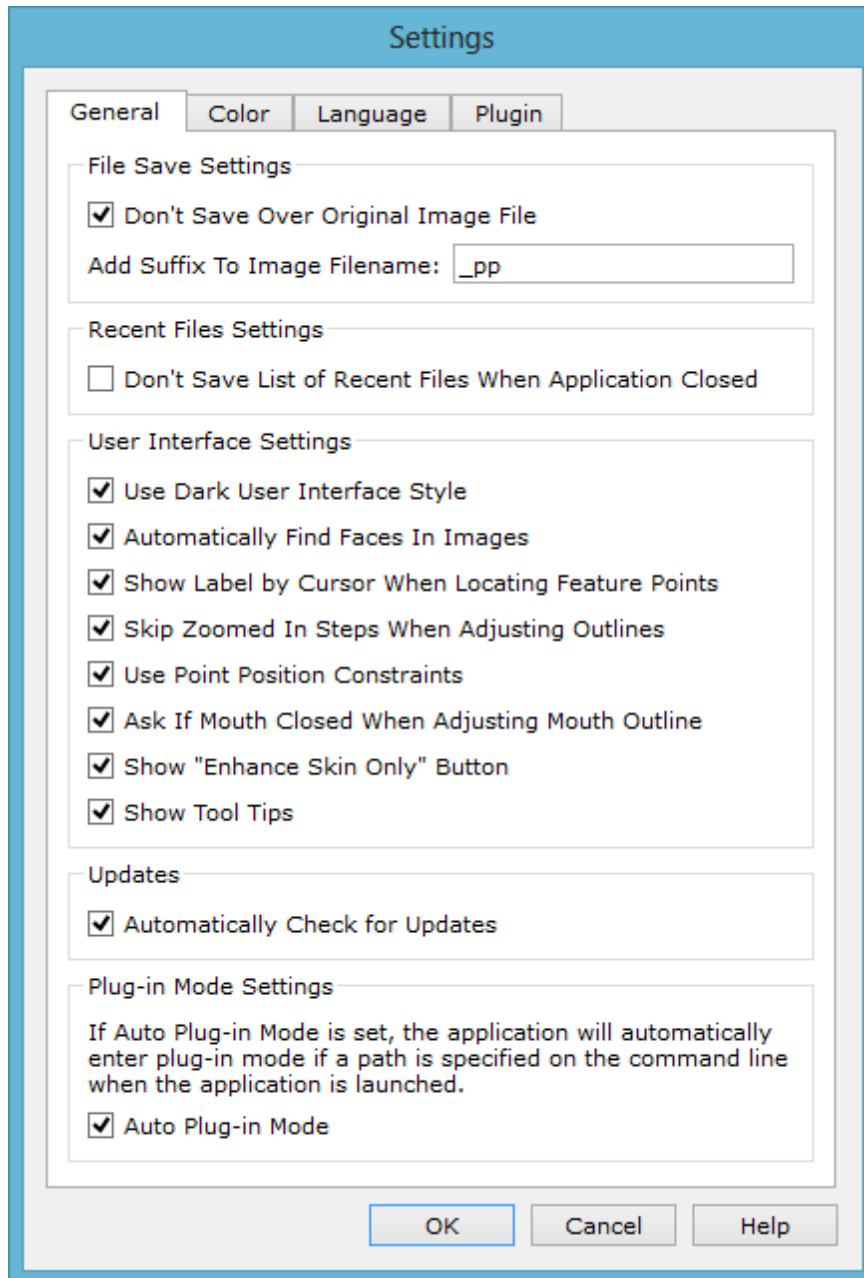 Settings
General Color Language Plugin
File Save Settings
Don't Save Over Original Image File
Add Suffix To Image Filename: _pp
Recent Files Settings
Don't Save List of Recent Files When Application Closed
User Interface Settings
Use Dark User Interface Style
Automatically Find Faces In Images
Show Label by Cursor When Locating Feature Points
Skip Zoomed In Steps When Adjusting Outlines
Use Point Position Constraints
Ask If Mouth Closed When Adjusting Mouth Outline
Show "Enhance Skin Only" Button
Show Tool Tips
Updates
Automatically Check for Updates
Plug-in Mode Settings
If Auto Plug-in Mode is set, the application will automatically
enter plug-in mode if a path is specified on the command line
when the application is launched.
Auto Plug-in Mode
OK Cancel Help